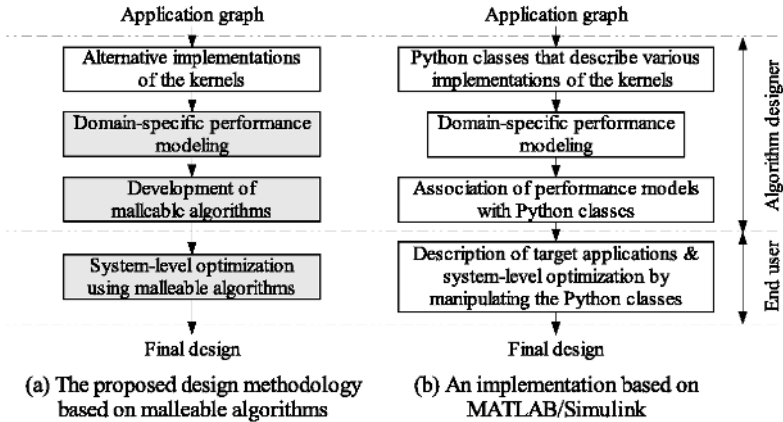 Application graph
Alternative implementations
of the kernels
Domain-specific performance
modeling
Development of
malleable algorithms
System-level optimization
using malleable algorithms
Final design
(a) The proposed design methodology
based on malleable algorithms
Application graph
Python classes that describe various
implementations of the kernels
Domain-specific performance
modeling
Association of performance models
with Python classes
Description of target applications &
system-level optimization by
manipulating the Python classes
Final design
(b) An implementation based on
MATLAB/Simulink
Algorithm designer
End user